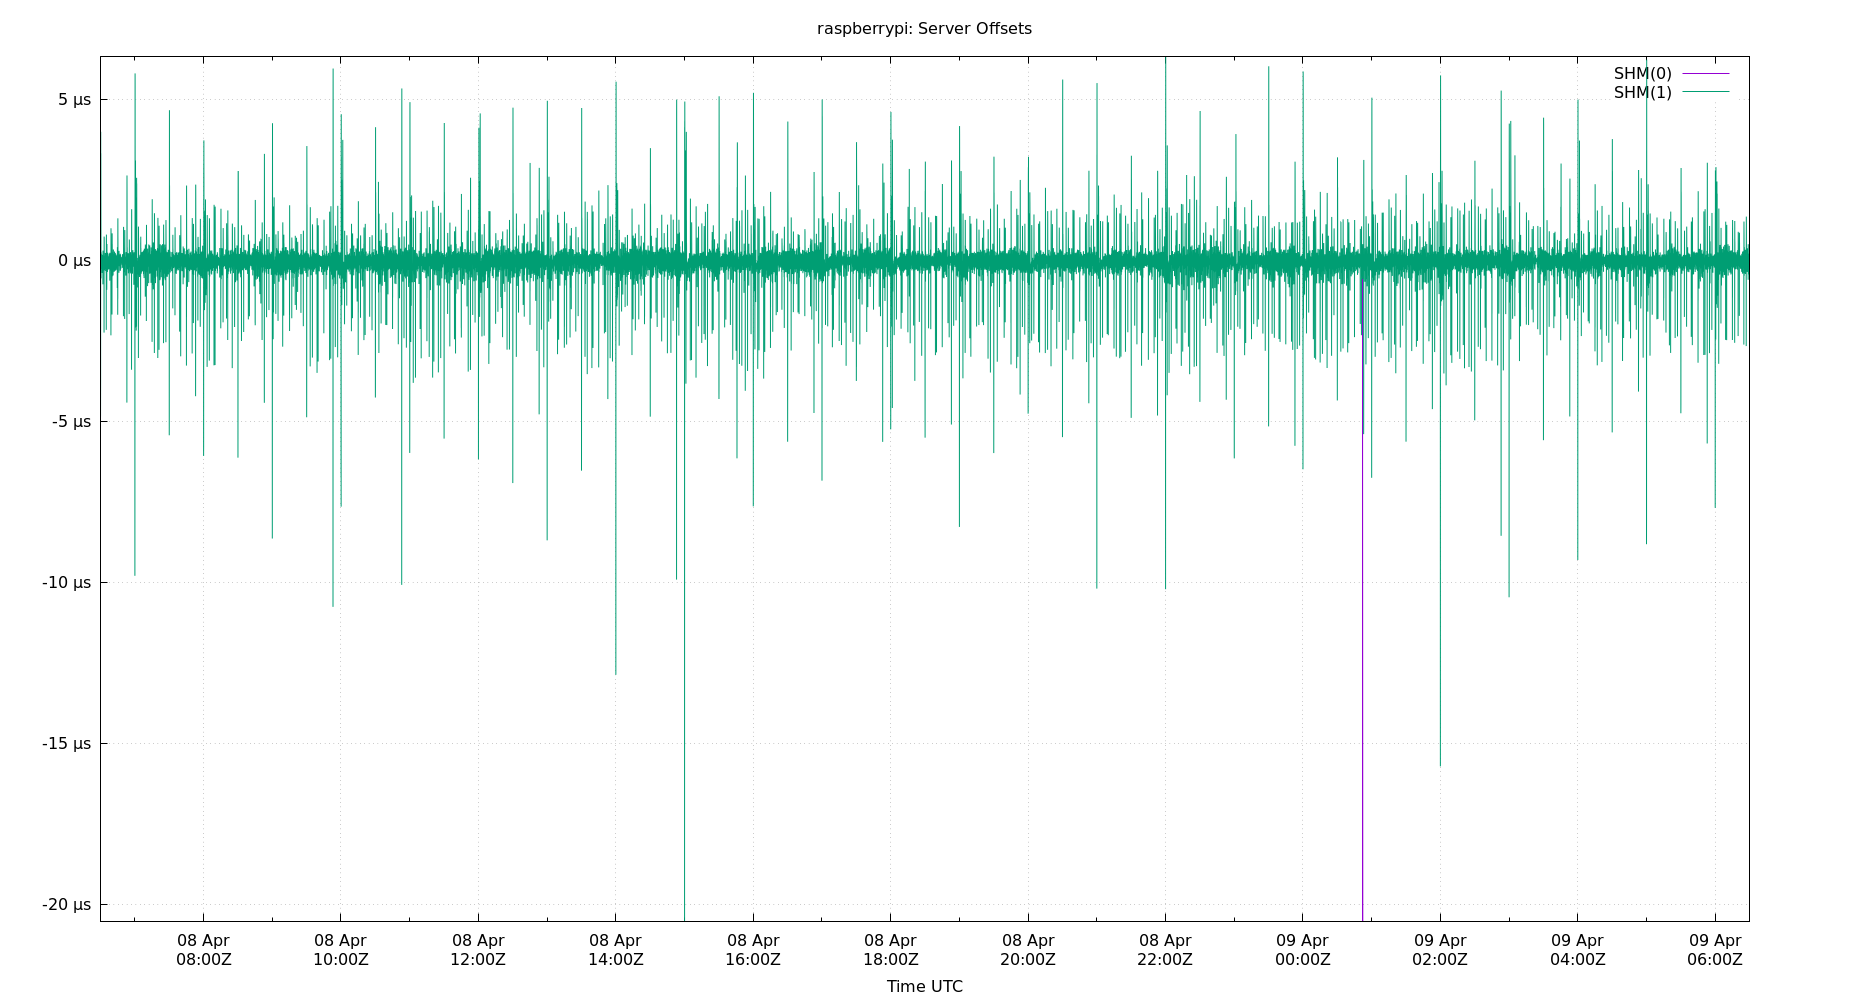 raspberrypi: Server Offsets
SHM(0)
SHM(1)
5 µs
0 µs
-5 µs
-10 µs
-15 µs
-20 µs
08 Apr 08 Apr 08 Apr 08 Apr 08 Apr 08 Apr 08 Apr 08 Apr 09 Apr 09 Apr 09 Apr 09 Apr
08:00Z 10:00Z 12:00Z 14:00Z 16:00Z 18:00Z 20:00Z 22:00Z 00:00Z 02:00Z 04:00Z 06:00Z
Time UTC